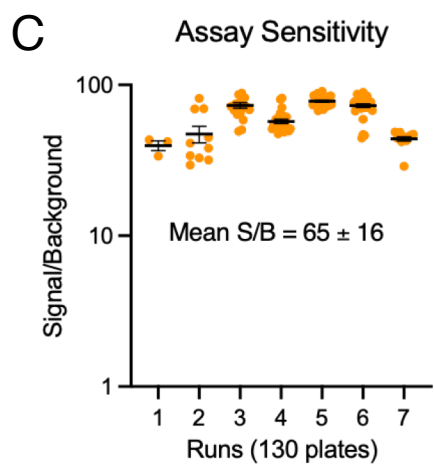 C
Assay Sensitivity
Signal/Background
100
10
1
Mean S/B = 65 ± 16
1 2 3 4 5 6 7
Runs (130 plates)